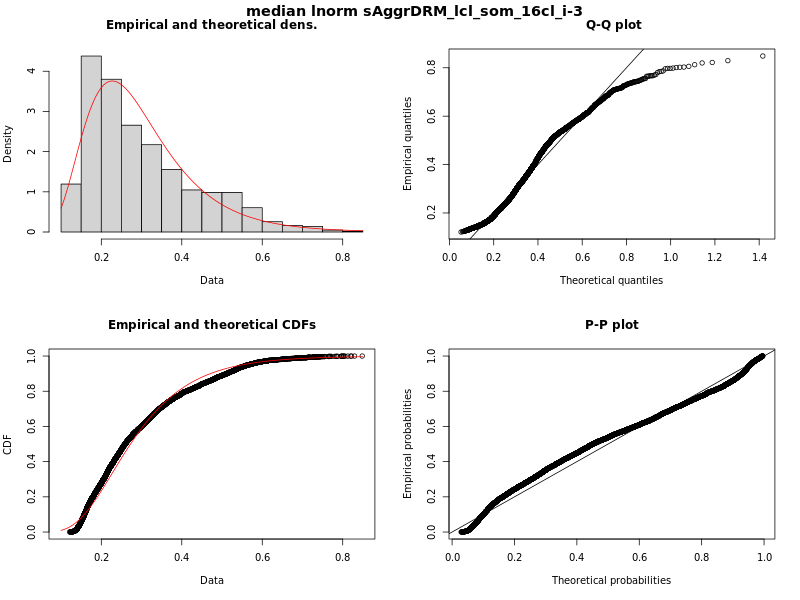 median lnorm sAggrDRM_lcl_som_16cl_i-3
Empirical and theoretical dens.
Density
0 1 2 3 4
0.2 0.4 0.6 0.8
Data
Q-Q plot
Empirical quantiles
0.2 0.4 0.6 0.8
0.0 0.2 0.4 0.6 0.8 1.0 1.2 1.4
Theoretical quantiles
Empirical and theoretical CDFs
CDF
0.0 0.2 0.4 0.6 0.8 1.0
0.2 0.4 0.6 0.8
Data
P-P plot
Empirical probabilities
0.0 0.2 0.4 0.6 0.8 1.0
0.0 0.2 0.4 0.6 0.8 1.0
Theoretical probabilities